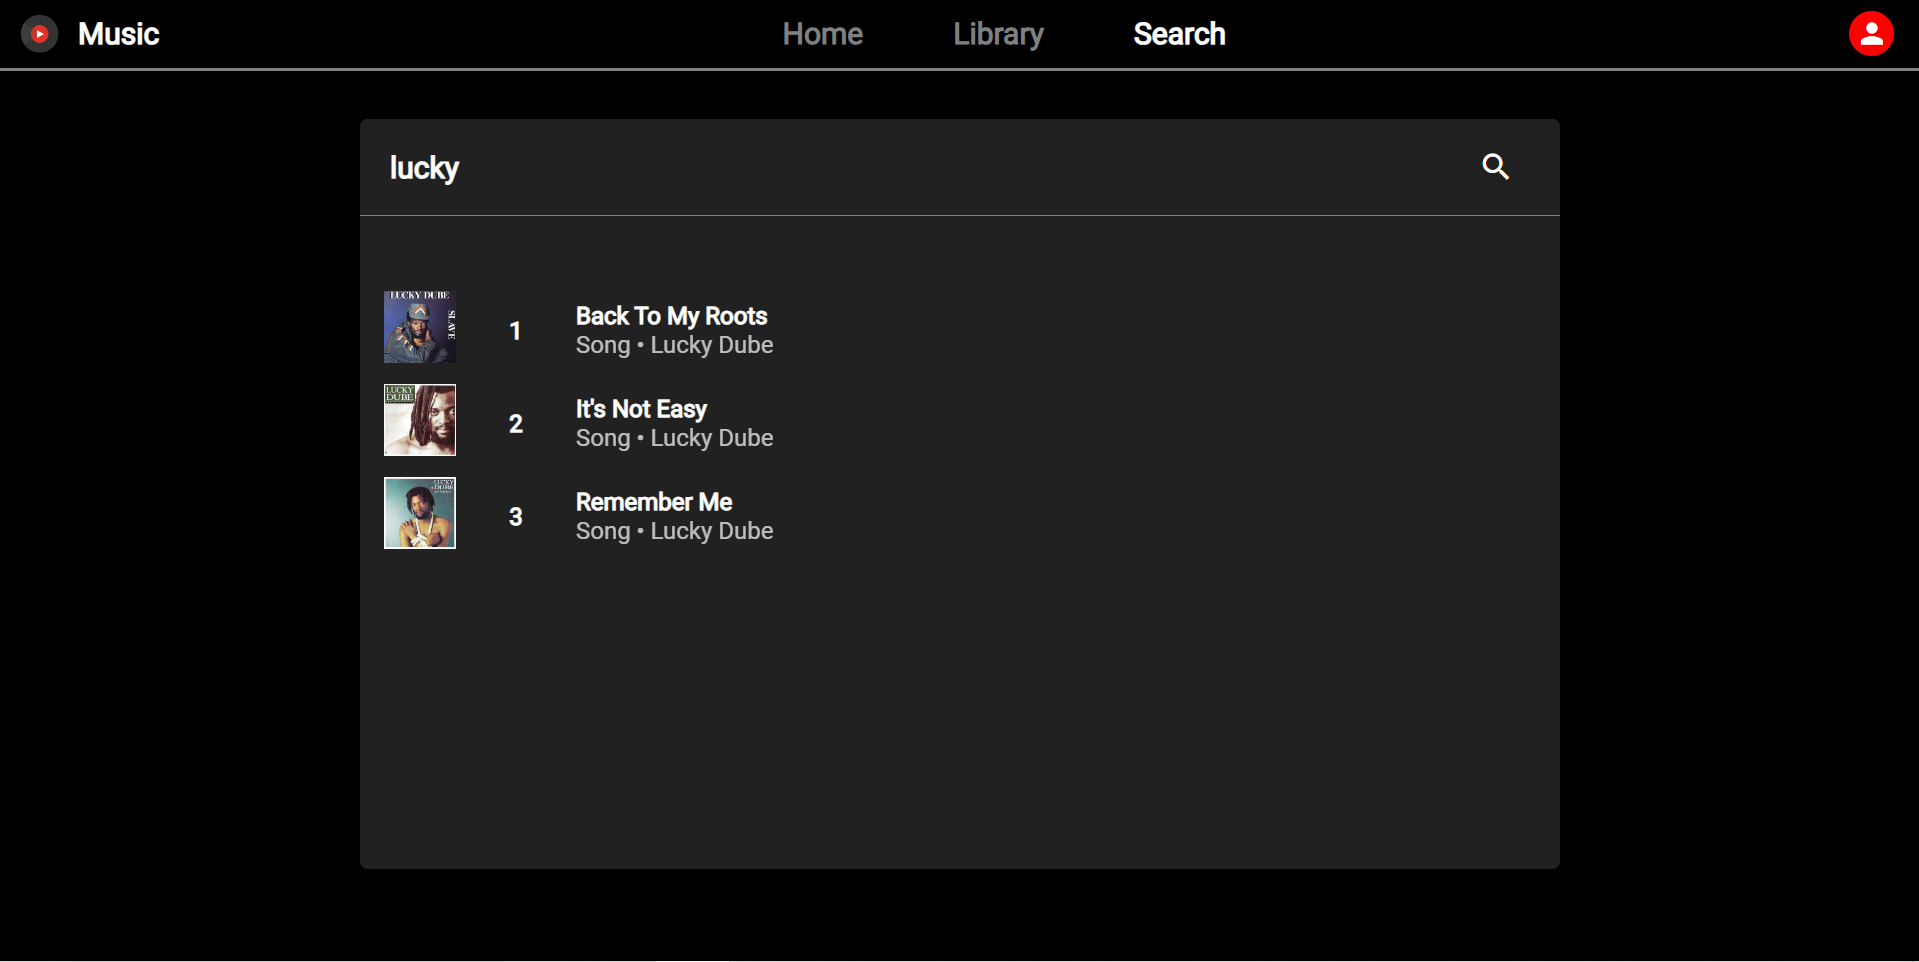 Music
Home
Library
Search
lucky
LUCKY DUBE
SLAVE
1
Back To My Roots
Song • Lucky Dube
LUCKY
DUBE
2
It's Not Easy
Song • Lucky Dube
LUCKY
DUBE
3
Remember Me
Song • Lucky Dube